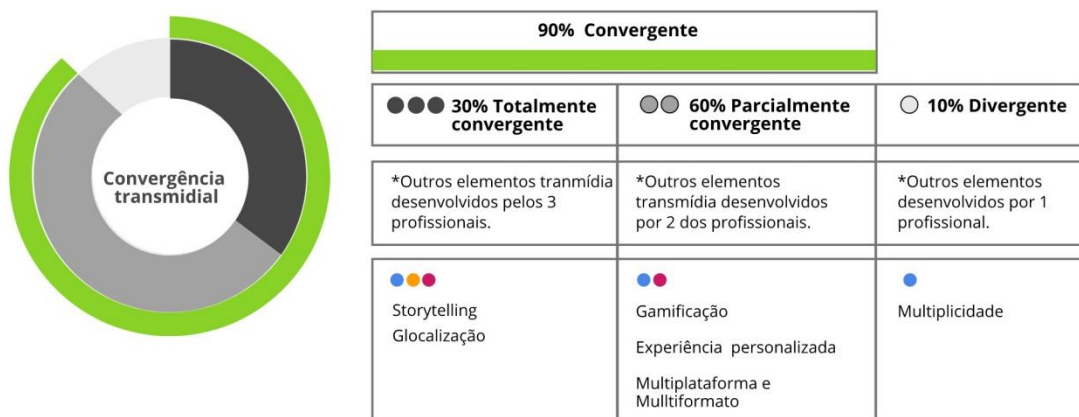 Convergência
transmidial
90% Convergente
30% Totalmente
convergente
60% Parcialmente
convergente
10% Divergente
*Outros elementos tranmídia
desenvolvidos pelos 3
profissionais.
*Outros elementos
transmídia desenvolvidos
por 2 dos profissionais.
*Outros elementos
desenvolvidos por 1
profissional.
Storytelling
Glocalização
Gamificação
Experiência personalizada
Multiplataforma e
Mulltiformato
Multiplicidade